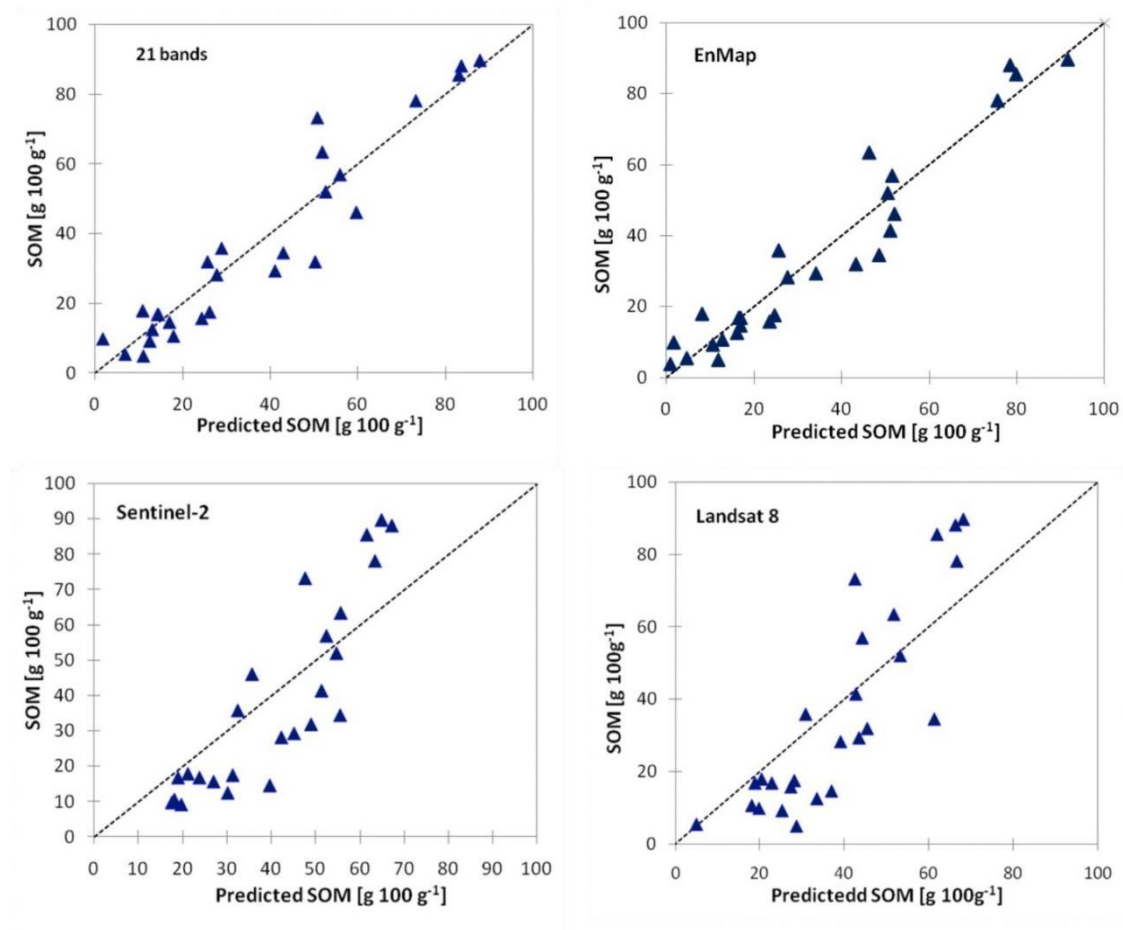 21 bands
SOM [g 100 g-1]
100
80
60
40
20
0
0 20 40 60 80 100
Predicted SOM [g 100 g-1]
EnMap
SOM [g 100 g-1]
100
80
60
40
20
0
0 20 40 60 80 100
Predicted SOM [g 100 g-1]
Sentinel-2
SOM [g 100 g-1]
100
90
80
70
60
50
40
30
20
10
0
0 10 20 30 40 50 60 70 80 90 100
Predicted SOM [g 100 g-1]
Landsat 8
SOM [g 100g-1]
100
80
60
40
20
0
0 20 40 60 80 100
Predictedd SOM [g 100g-1]